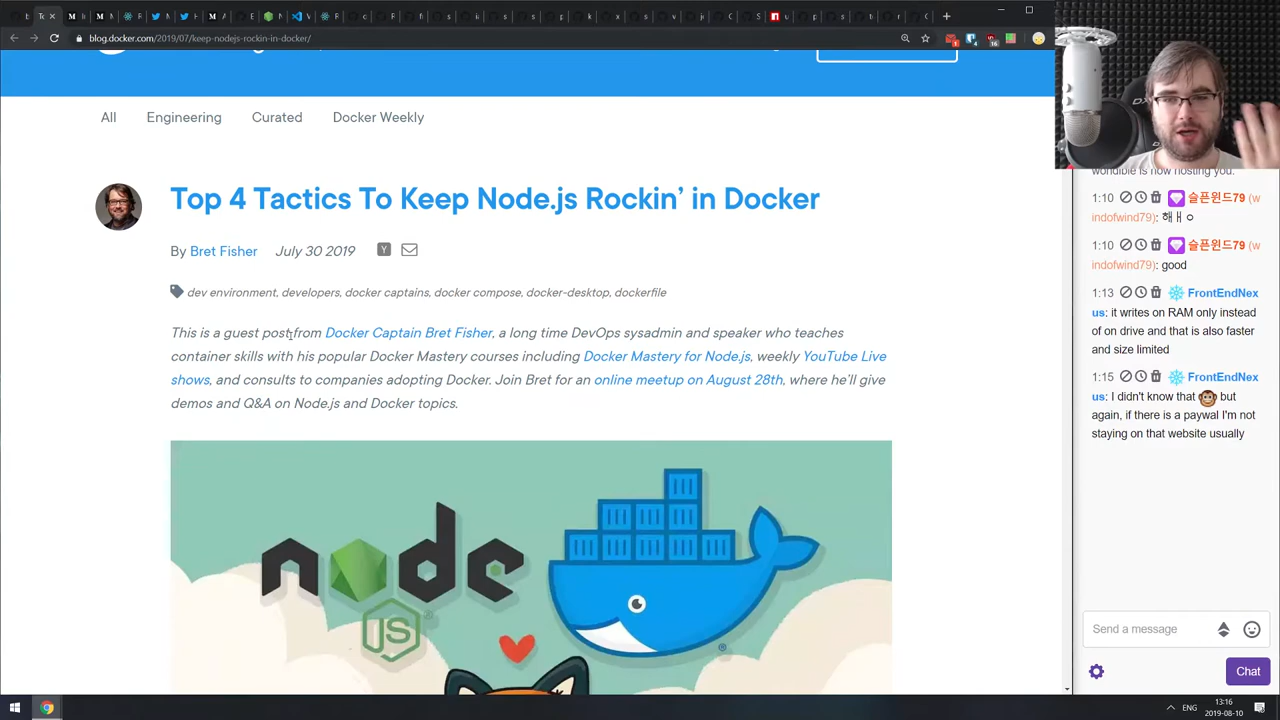 blog.docker.com/2019/07/keep-nodejs-rockin-in-docker/
All Engineering Curated Docker Weekly
Top 4 Tactics To Keep Node.js Rockin’ in Docker
By Bret Fisher July 30 2019
dev environment, developers, docker captains, docker compose, docker-desktop, dockerfile
This is a guest post from Docker Captain Bret Fisher, a long time DevOps sysadmin and speaker who teaches
container skills with his popular Docker Mastery courses including Docker Mastery for Node.js, weekly YouTube Live
shows, and consults to companies adopting Docker. Join Bret for an online meetup on August 28th, where he’ll give
demos and Q&A on Node.js and Docker topics.
node
JS
wondible is now hosting you.
1:10 슬픈윈드79 (w
indofwind79): 해ㅐㅇ
1:10 슬픈윈드79 (w
indofwind79): good
1:13 FrontEndNex
us: it writes on RAM only instead
of on drive and that is also faster
and size limited
1:15 FrontEndNex
us: I didn't know that but
again, if there is a paywal I'm not
staying on that website usually
Send a message
Chat
ENG
13:16
2019-08-10